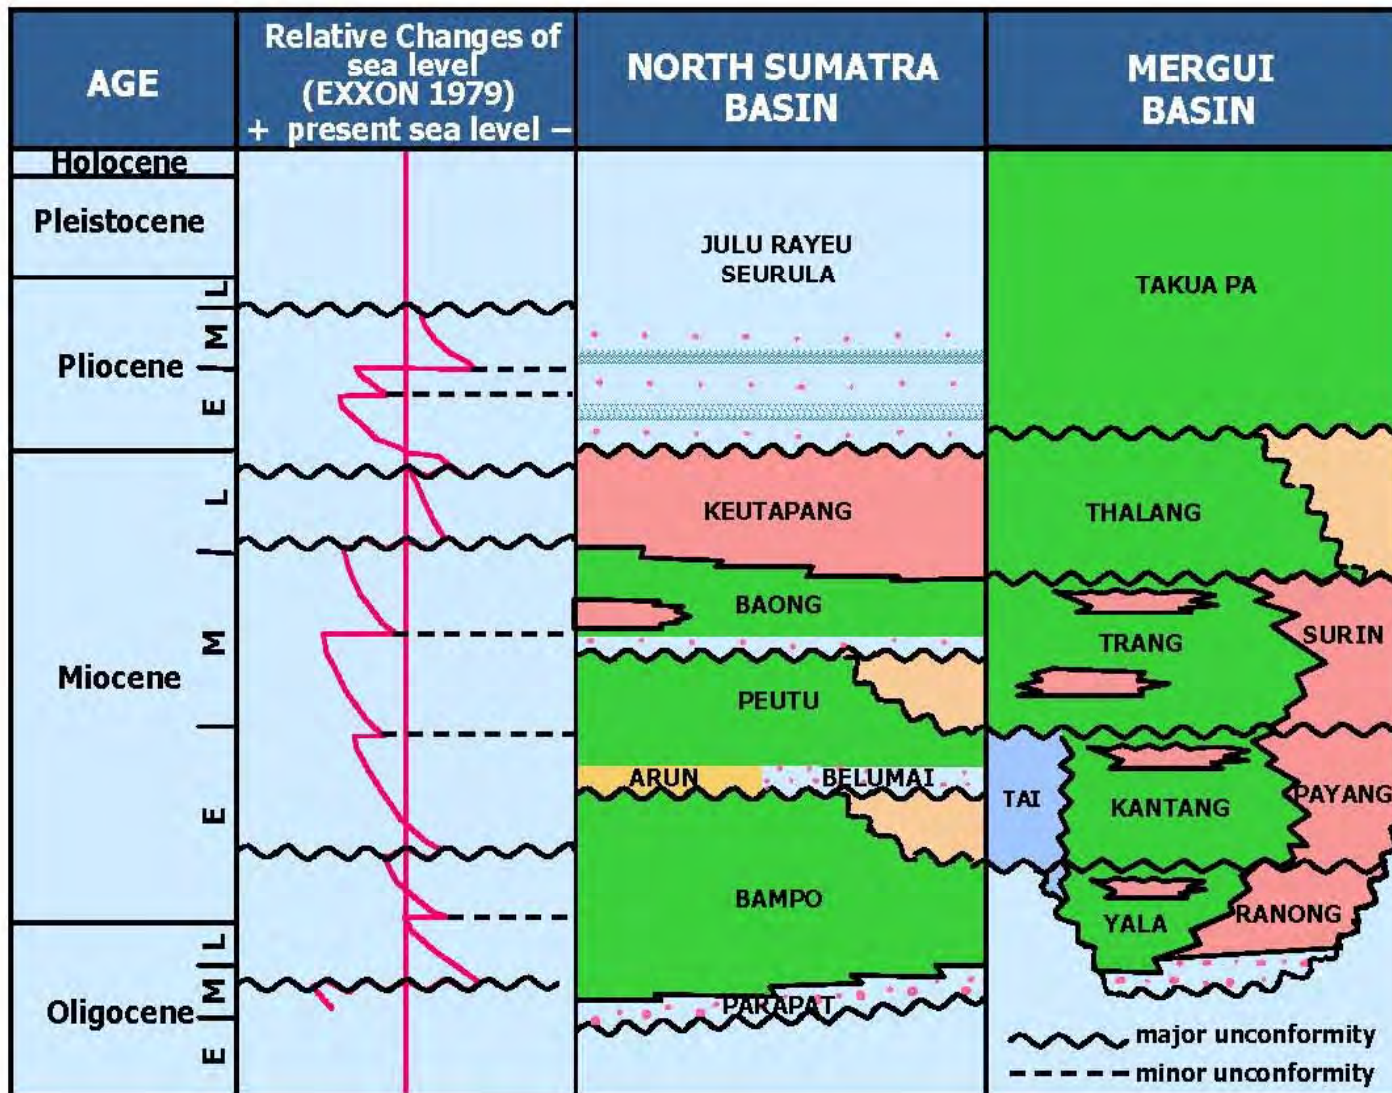 AGE
Relative Changes of
sea level
(EXXON 1979)
+ present sea level −
NORTH SUMATRA
BASIN
MERGUI
BASIN
Holocene
Pleistocene
Pliocene
L
M
E
Miocene
L
M
E
Oligocene
L
M
E
JULU RAYEU
SEURULA
KEUTAPANG
BAONG
PEUTU
ARUN
BELUMAI
BAMPO
PARAPAT
TAKUA PA
THALANG
TRANG
SURIN
TAI
KANTANG
PAYANG
YALA
RANONG
major unconformity
minor unconformity